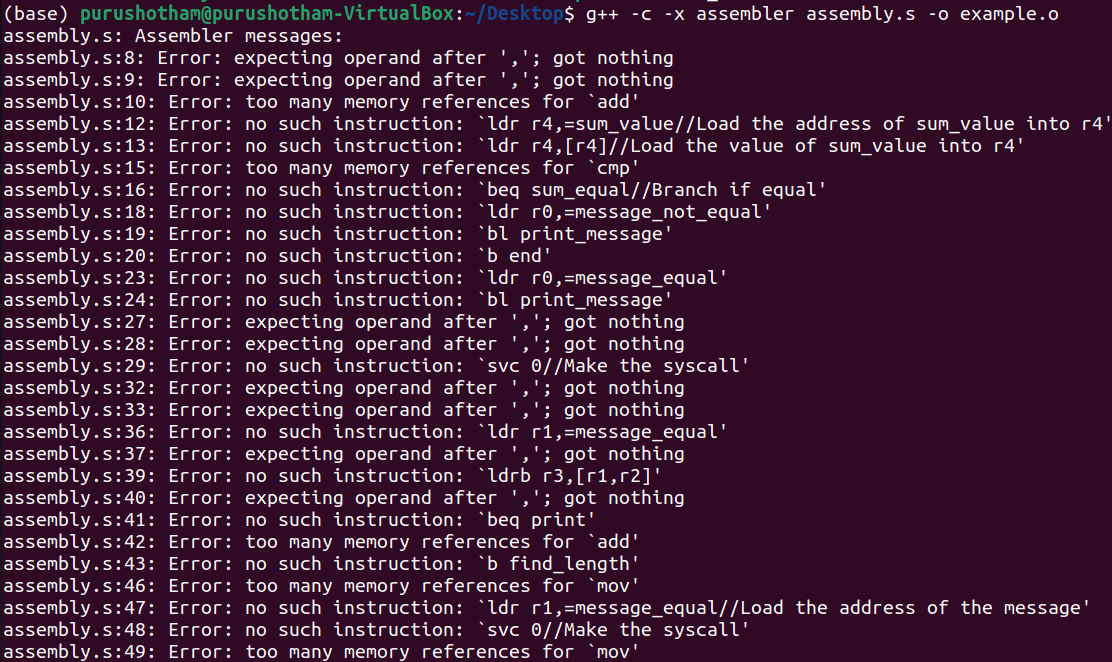 (base) purushotham@purushotham-VirtualBox:~/Desktop$ g++ -c -x assembler assembly.s -o example.o
assembly.s: Assembler messages:
assembly.s:8: Error: expecting operand after ','; got nothing
assembly.s:9: Error: expecting operand after ','; got nothing
assembly.s:10: Error: too many memory references for `add'
assembly.s:12: Error: no such instruction: `ldr r4,=sum_value//Load the address of sum_value into r4'
assembly.s:13: Error: no such instruction: `ldr r4,[r4]//Load the value of sum_value into r4'
assembly.s:15: Error: too many memory references for `cmp'
assembly.s:16: Error: no such instruction: `beq sum_equal//Branch if equal'
assembly.s:18: Error: no such instruction: `ldr r0,=message_not_equal'
assembly.s:19: Error: no such instruction: `bl print_message'
assembly.s:20: Error: no such instruction: `b end'
assembly.s:23: Error: no such instruction: `ldr r0,=message_equal'
assembly.s:24: Error: no such instruction: `bl print_message'
assembly.s:27: Error: expecting operand after ','; got nothing
assembly.s:28: Error: expecting operand after ','; got nothing
assembly.s:29: Error: no such instruction: `svc 0//Make the syscall'
assembly.s:32: Error: expecting operand after ','; got nothing
assembly.s:33: Error: expecting operand after ','; got nothing
assembly.s:36: Error: no such instruction: `ldr r1,=message_equal'
assembly.s:37: Error: expecting operand after ','; got nothing
assembly.s:39: Error: no such instruction: `ldrb r3,[r1,r2]'
assembly.s:40: Error: expecting operand after ','; got nothing
assembly.s:41: Error: no such instruction: `beq print'
assembly.s:42: Error: too many memory references for `add'
assembly.s:43: Error: no such instruction: `b find_length'
assembly.s:46: Error: too many memory references for `mov'
assembly.s:47: Error: no such instruction: `ldr r1,=message_equal//Load the address of the message'
assembly.s:48: Error: no such instruction: `svc 0//Make the syscall'
assembly.s:49: Error: too many memory references for `mov'